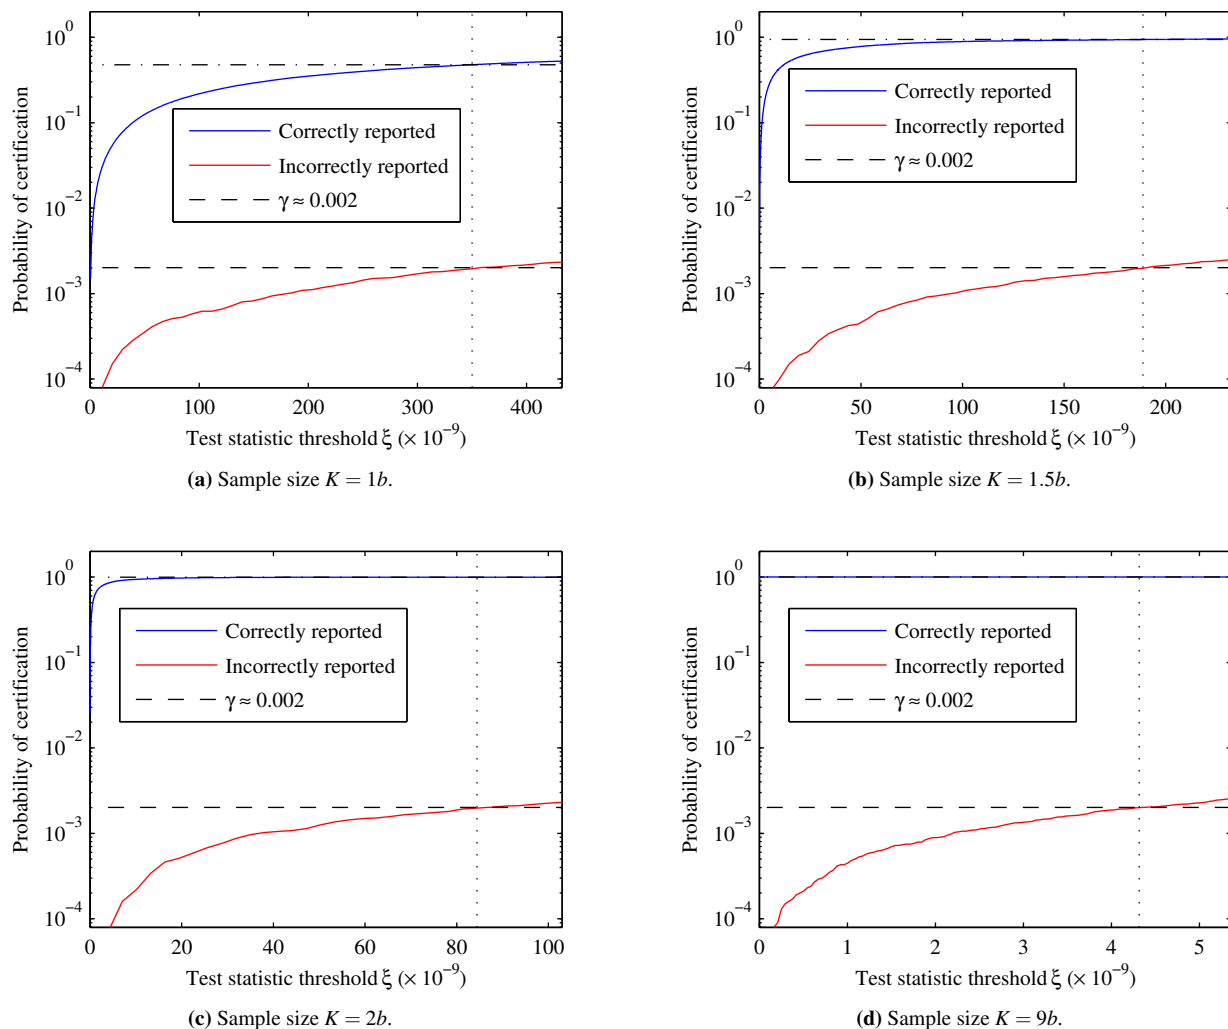 10^0
10^-1
10^-2
10^-3
10^-4
Probability of certification
Correctly reported
Incorrectly reported
γ ≈ 0.002
0 100 200 300 400
Test statistic threshold ξ (× 10^-9)
(a) Sample size K = 1b.
10^0
10^-1
10^-2
10^-3
10^-4
Probability of certification
Correctly reported
Incorrectly reported
γ ≈ 0.002
0 50 100 150 200
Test statistic threshold ξ (× 10^-9)
(b) Sample size K = 1.5b.
10^0
10^-1
10^-2
10^-3
10^-4
Probability of certification
Correctly reported
Incorrectly reported
γ ≈ 0.002
0 20 40 60 80 100
Test statistic threshold ξ (× 10^-9)
(c) Sample size K = 2b.
10^0
10^-1
10^-2
10^-3
10^-4
Probability of certification
Correctly reported
Incorrectly reported
γ ≈ 0.002
0 1 2 3 4 5
Test statistic threshold ξ (× 10^-9)
(d) Sample size K = 9b.